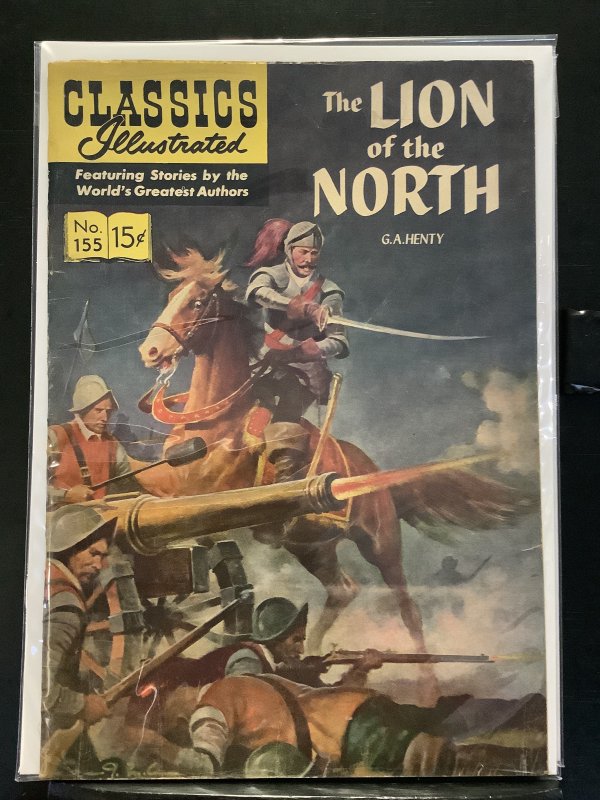 CLASSICS
Illustrated
Featuring Stories by the
World's Greatest Authors
No.
155
15¢
The LION
of the
NORTH
G.A.HENTY